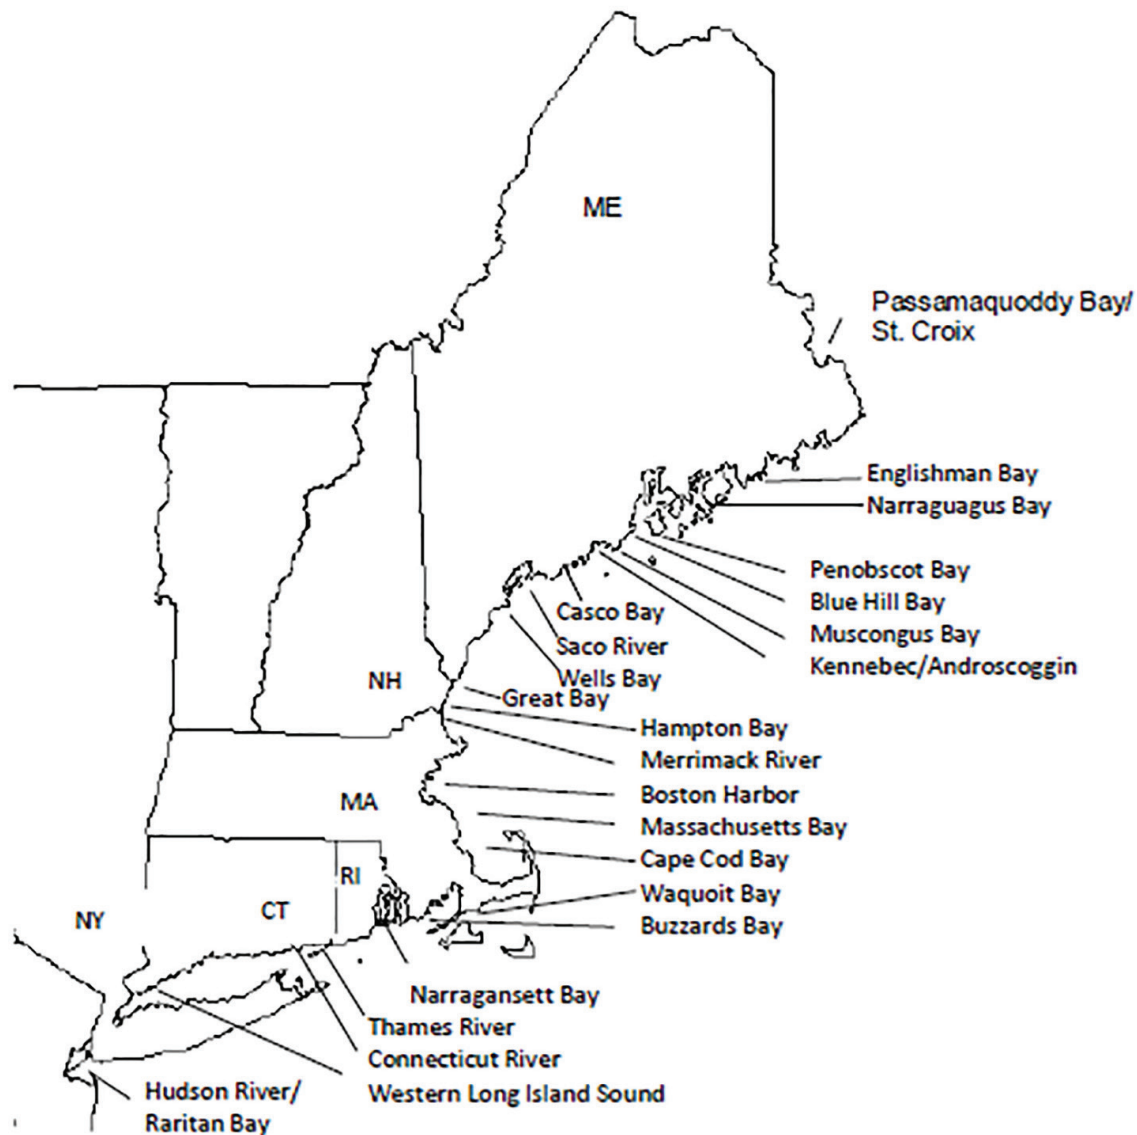 ME
Passamaquoddy Bay/
St. Croix
Englishman Bay
Narraguagus Bay
Penobscot Bay
Blue Hill Bay
Muscongus Bay
Kennebec/Androscoggin
Casco Bay
Saco River
Wells Bay
Great Bay
NH
Hampton Bay
Merrimack River
Boston Harbor
MA
Massachusetts Bay
Cape Cod Bay
RI
Waquoit Bay
CT
NY
Buzzards Bay
Narragansett Bay
Thames River
Connecticut River
Western Long Island Sound
Hudson River/
Raritan Bay